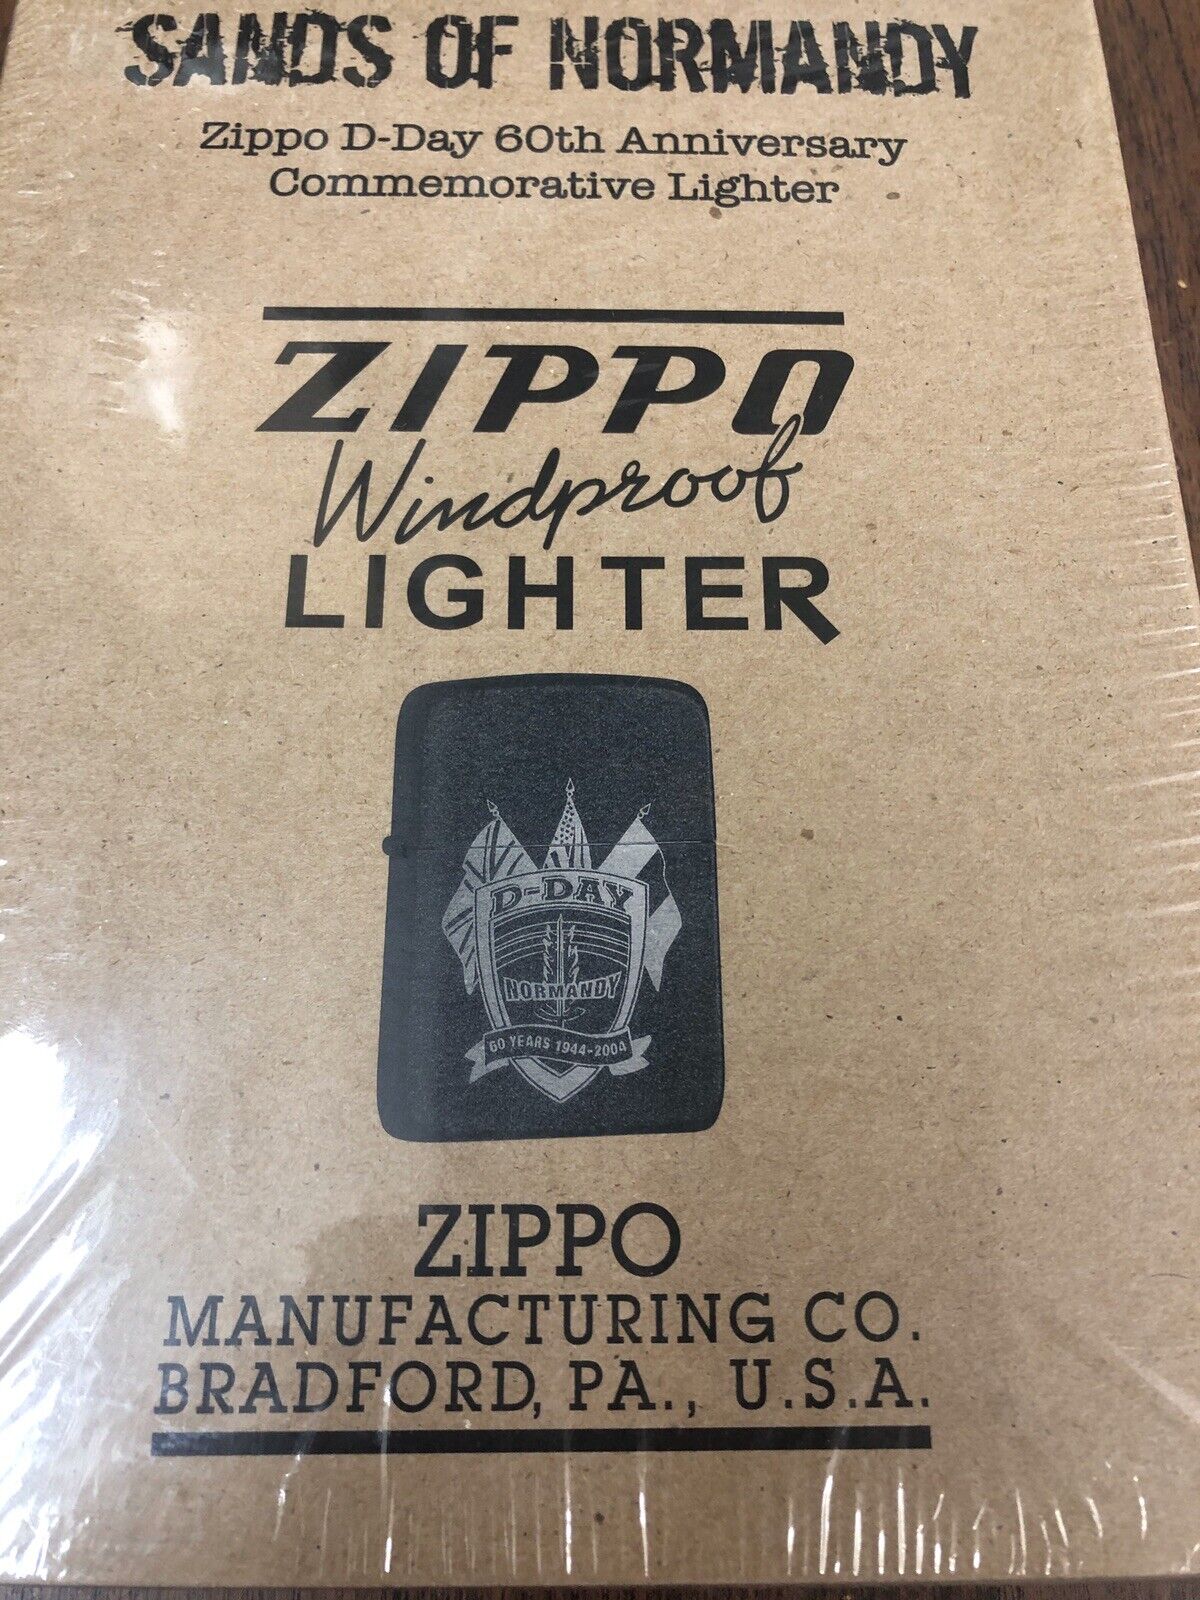 SANDS OF NORMANDY
Zippo D-Day 60th Anniversary
Commemorative Lighter
ZIPPO
Windproof
LIGHTER
D-DAY
NORMANDY
60 YEARS 1944-2004
ZIPPO
MANUFACTURING CO.
BRADFORD, PA., U.S.A.